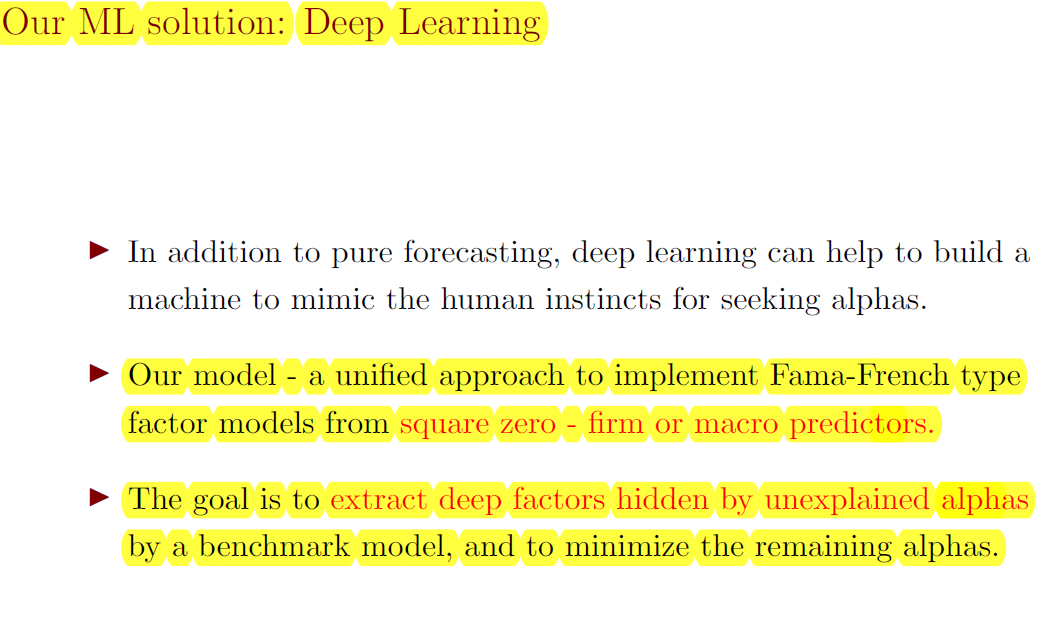 Our ML solution: Deep Learning
► In addition to pure forecasting, deep learning can help to build a
machine to mimic the human instincts for seeking alphas.
► Our model - a unified approach to implement Fama-French type
factor models from square zero - firm or macro predictors.
► The goal is to extract deep factors hidden by unexplained alphas
by a benchmark model, and to minimize the remaining alphas.